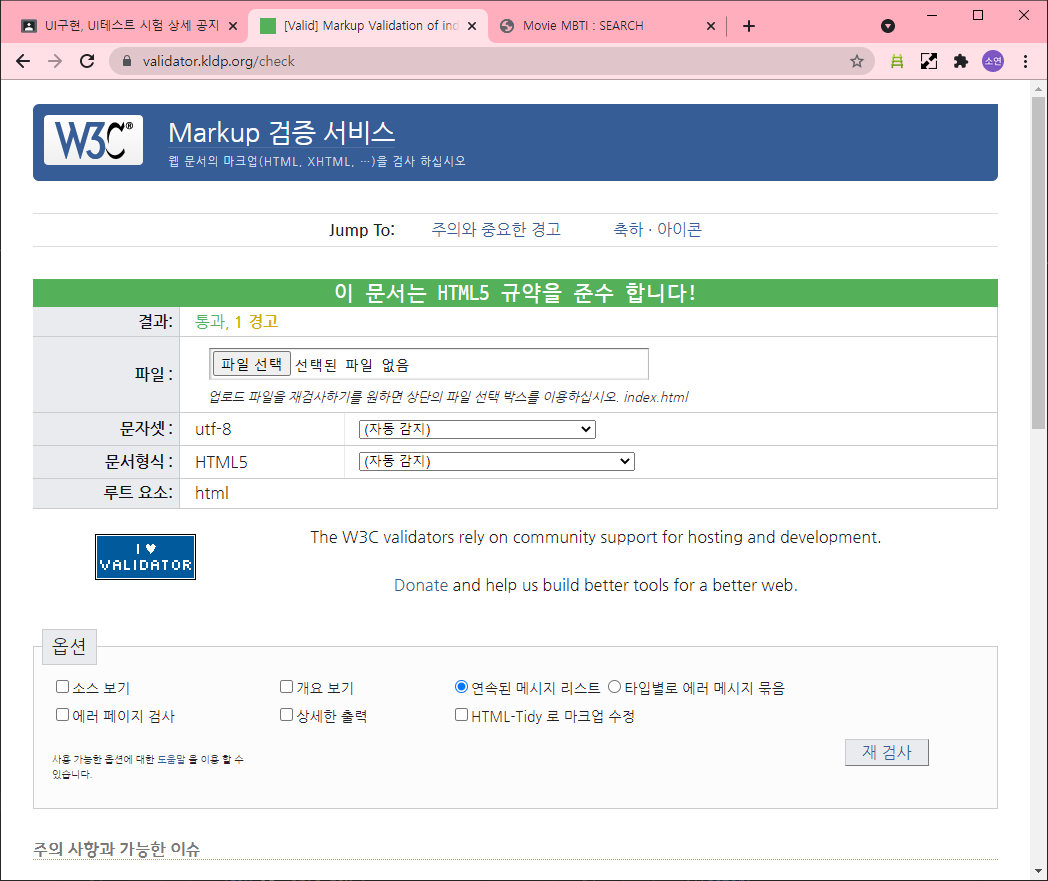 UI구현, UI테스트 시험 상세 공지
[Valid] Markup Validation of ind
Movie MBTI : SEARCH
validator.kldp.org/check
소연
W3C®
Markup 검증 서비스
웹 문서의 마크업(HTML, XHTML, …)을 검사 하십시오
Jump To: 주의와 중요한 경고 축하 · 아이콘
이 문서는 HTML5 규약을 준수 합니다!
결과: 통과, 1 경고
파일 : 파일 선택 선택된 파일 없음
업로드 파일을 재검사하기를 원하면 상단의 파일 선택 박스를 이용하십시오. index.html
문자셋 : utf-8 (자동 감지)
문서형식 : HTML5 (자동 감지)
루트 요소: html
I ♥
VALIDATOR
The W3C validators rely on community support for hosting and development.
Donate and help us build better tools for a better web.
옵션
소스 보기 개요 보기 연속된 메시지 리스트 타입별로 에러 메시지 묶음
에러 페이지 검사 상세한 출력 HTML-Tidy 로 마크업 수정
사용 가능한 옵션에 대한 도움말 을 이용 할 수
있습니다.
재 검사
주의 사항과 가능한 이슈